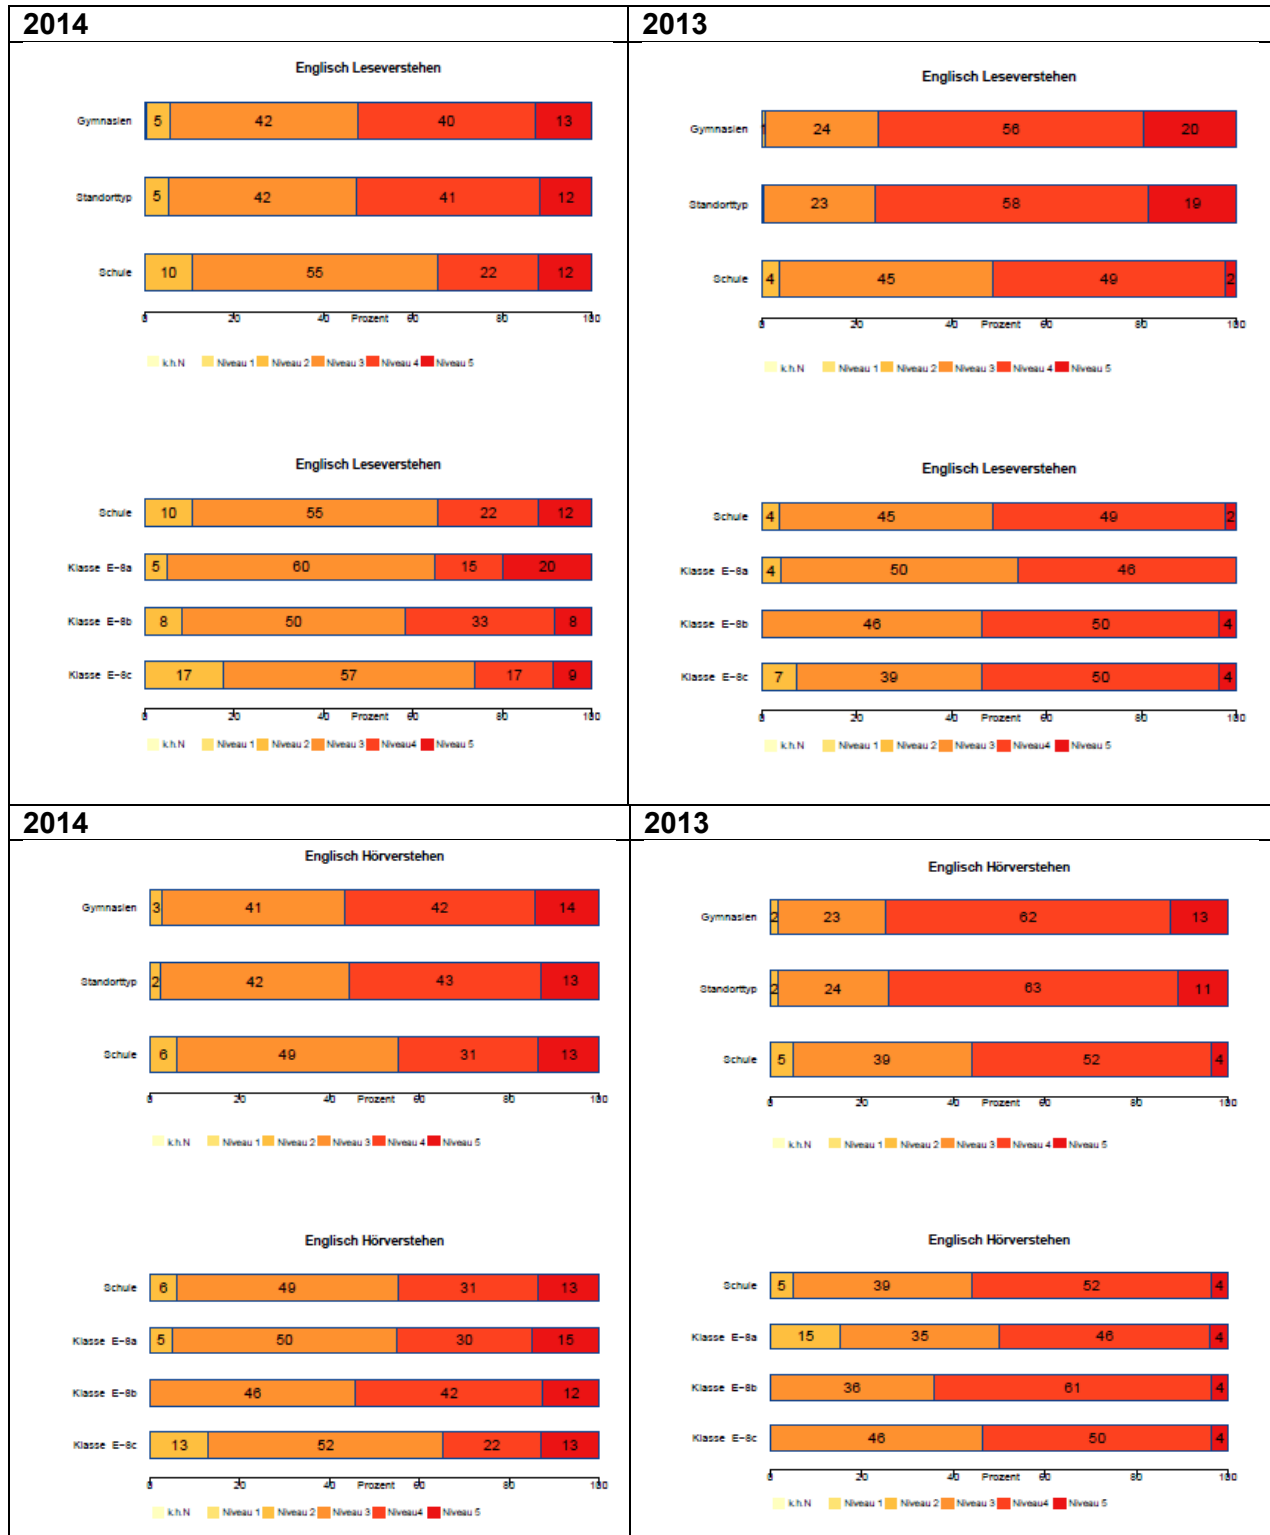 2014
Englisch Leseverstehen
Gymnasien 5 42 40 13
Standorttyp 5 42 41 12
Schule 10 55 22 12
0 20 40 Prozent 60 80 100
k.h.N Niveau 1 Niveau 2 Niveau 3 Niveau 4 Niveau 5
Englisch Leseverstehen
Schule 10 55 22 12
Klasse E-8a 5 60 15 20
Klasse E-8b 8 50 33 8
Klasse E-8c 17 57 17 9
0 20 40 Prozent 60 80 100
k.h.N Niveau 1 Niveau 2 Niveau 3 Niveau4 Niveau 5
2013
Englisch Leseverstehen
Gymnasien 1 24 56 20
Standorttyp 23 58 19
Schule 4 45 49 2
0 20 40 Prozent 60 80 100
k.h.N Niveau 1 Niveau 2 Niveau 3 Niveau 4 Niveau 5
Englisch Leseverstehen
Schule 4 45 49 2
Klasse E-8a 4 50 46
Klasse E-8b 46 50 4
Klasse E-8c 7 39 50 4
0 20 40 Prozent 60 80 100
k.h.N Niveau 1 Niveau 2 Niveau 3 Niveau4 Niveau 5
2014
Englisch Hörverstehen
Gymnasien 3 41 42 14
Standorttyp 2 42 43 13
Schule 6 49 31 13
0 20 40 Prozent 60 80 100
k.h.N Niveau 1 Niveau 2 Niveau 3 Niveau 4 Niveau 5
Englisch Hörverstehen
Schule 6 49 31 13
Klasse E-8a 5 50 30 15
Klasse E-8b 46 42 12
Klasse E-8c 13 52 22 13
0 20 40 Prozent 60 80 100
k.h.N Niveau 1 Niveau 2 Niveau 3 Niveau4 Niveau 5
2013
Englisch Hörverstehen
Gymnasien 2 23 62 13
Standorttyp 2 24 63 11
Schule 5 39 52 4
0 20 40 Prozent 60 80 100
k.h.N Niveau 1 Niveau 2 Niveau 3 Niveau 4 Niveau 5
Englisch Hörverstehen
Schule 5 39 52 4
Klasse E-8a 15 35 46 4
Klasse E-8b 36 61 4
Klasse E-8c 46 50 4
0 20 40 Prozent 60 80 100
k.h.N Niveau 1 Niveau 2 Niveau 3 Niveau4 Niveau 5